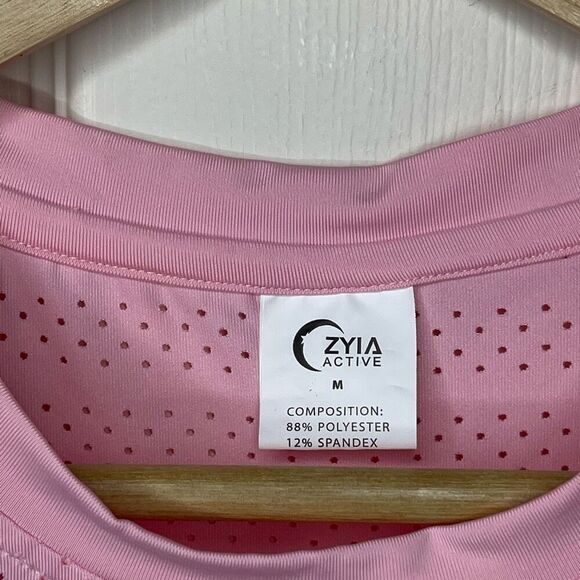 ZYIA
ACTIVE
M
COMPOSITION:
88% POLYESTER
12% SPANDEX